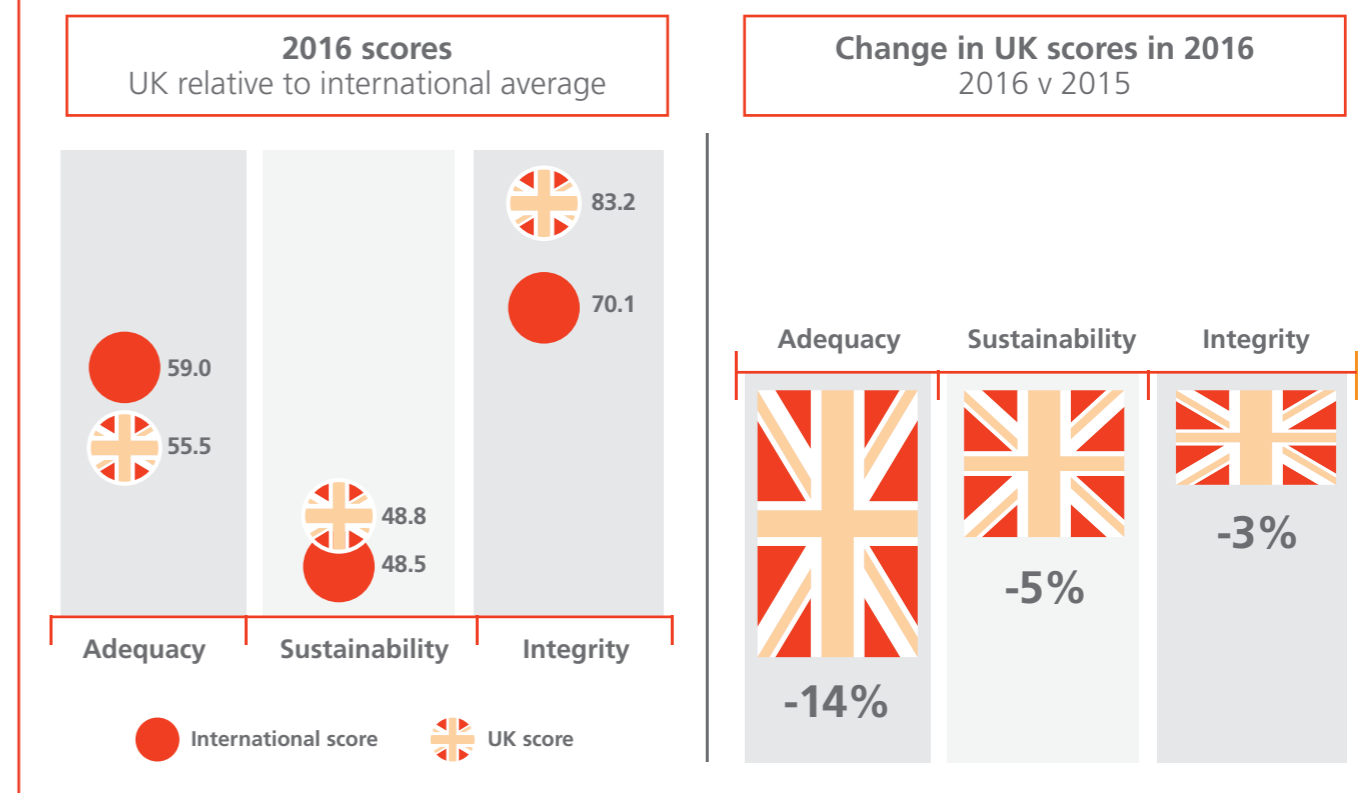 2016 scores
UK relative to international average
83.2
70.1
59.0
55.5
48.8
48.5
Adequacy Sustainability Integrity
International score UK score
Change in UK scores in 2016
2016 v 2015
Adequacy Sustainability Integrity
-3%
-5%
-14%